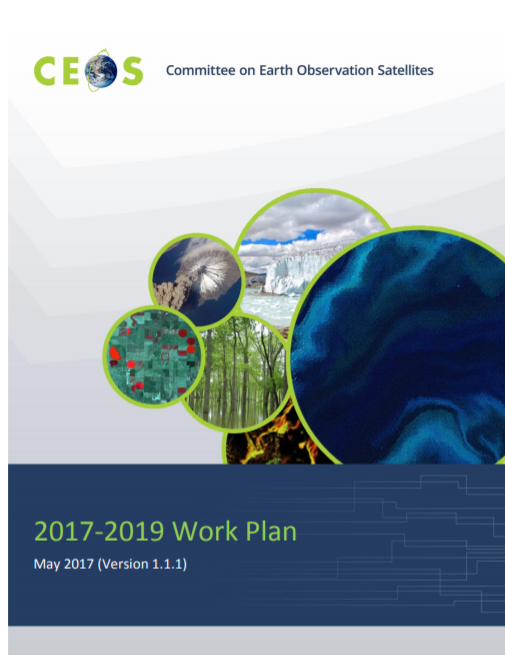 CEOS
Committee on Earth Observation Satellites
2017-2019 Work Plan
May 2017 (Version 1.1.1)